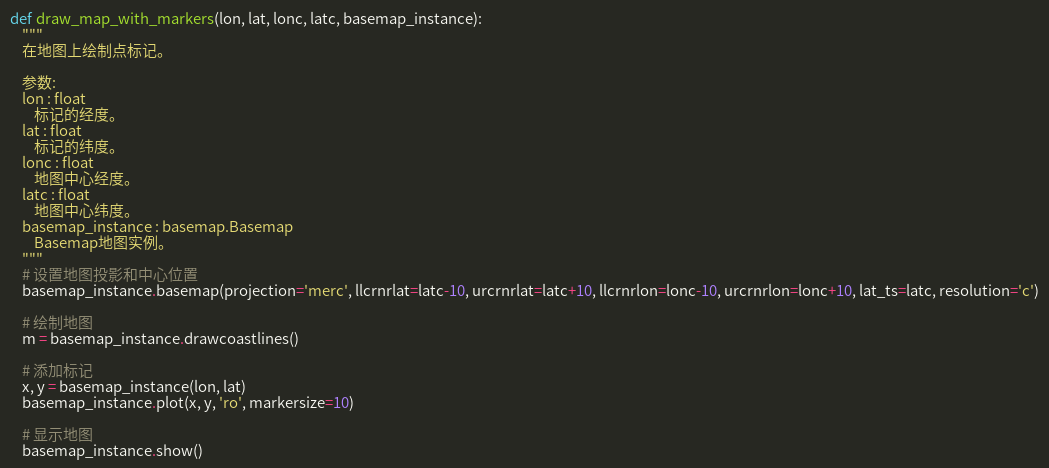 def draw_map_with_markers(lon, lat, lonc, latc, basemap_instance):
"""
在地图上绘制点标记。
参数:
lon : float
标记的经度。
lat : float
标记的纬度。
lonc : float
地图中心经度。
latc : float
地图中心纬度。
basemap_instance : basemap.Basemap
Basemap地图实例。
"""
# 设置地图投影和中心位置
basemap_instance.basemap(projection='merc', llcrnrlat=latc-10, urcrnrlat=latc+10, llcrnrlon=lonc-10, urcrnrlon=lonc+10, lat_ts=latc, resolution='c')
# 绘制地图
m = basemap_instance.drawcoastlines()
# 添加标记
x, y = basemap_instance(lon, lat)
basemap_instance.plot(x, y, 'ro', markersize=10)
# 显示地图
basemap_instance.show()